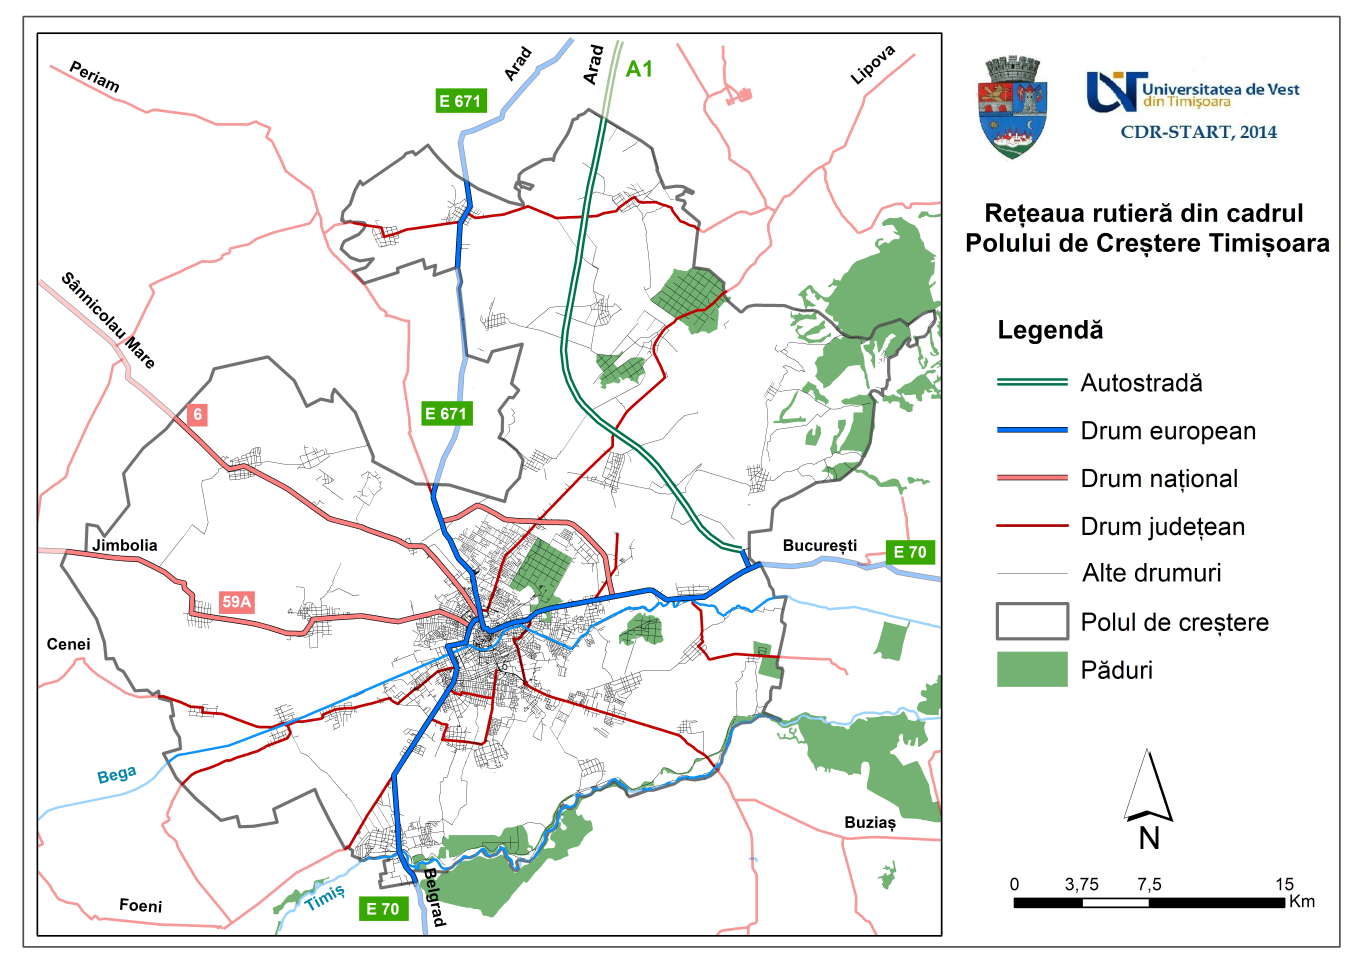 Periam
Arad
Arad
A1
Lipova
E 671
Sânnicolau Mare
6
E 671
Jimbolia
București
E 70
59A
Cenei
Bega
Buziaș
Foeni
Timiș
E 70
Belgrad
Universitatea de Vest
din Timișoara
CDR-START, 2014
Rețeaua rutieră din cadrul
Polului de Creștere Timișoara
Legendă
Autostradă
Drum european
Drum național
Drum județean
Alte drumuri
Polul de creștere
Păduri
N
0 3,75 7,5 15
Km